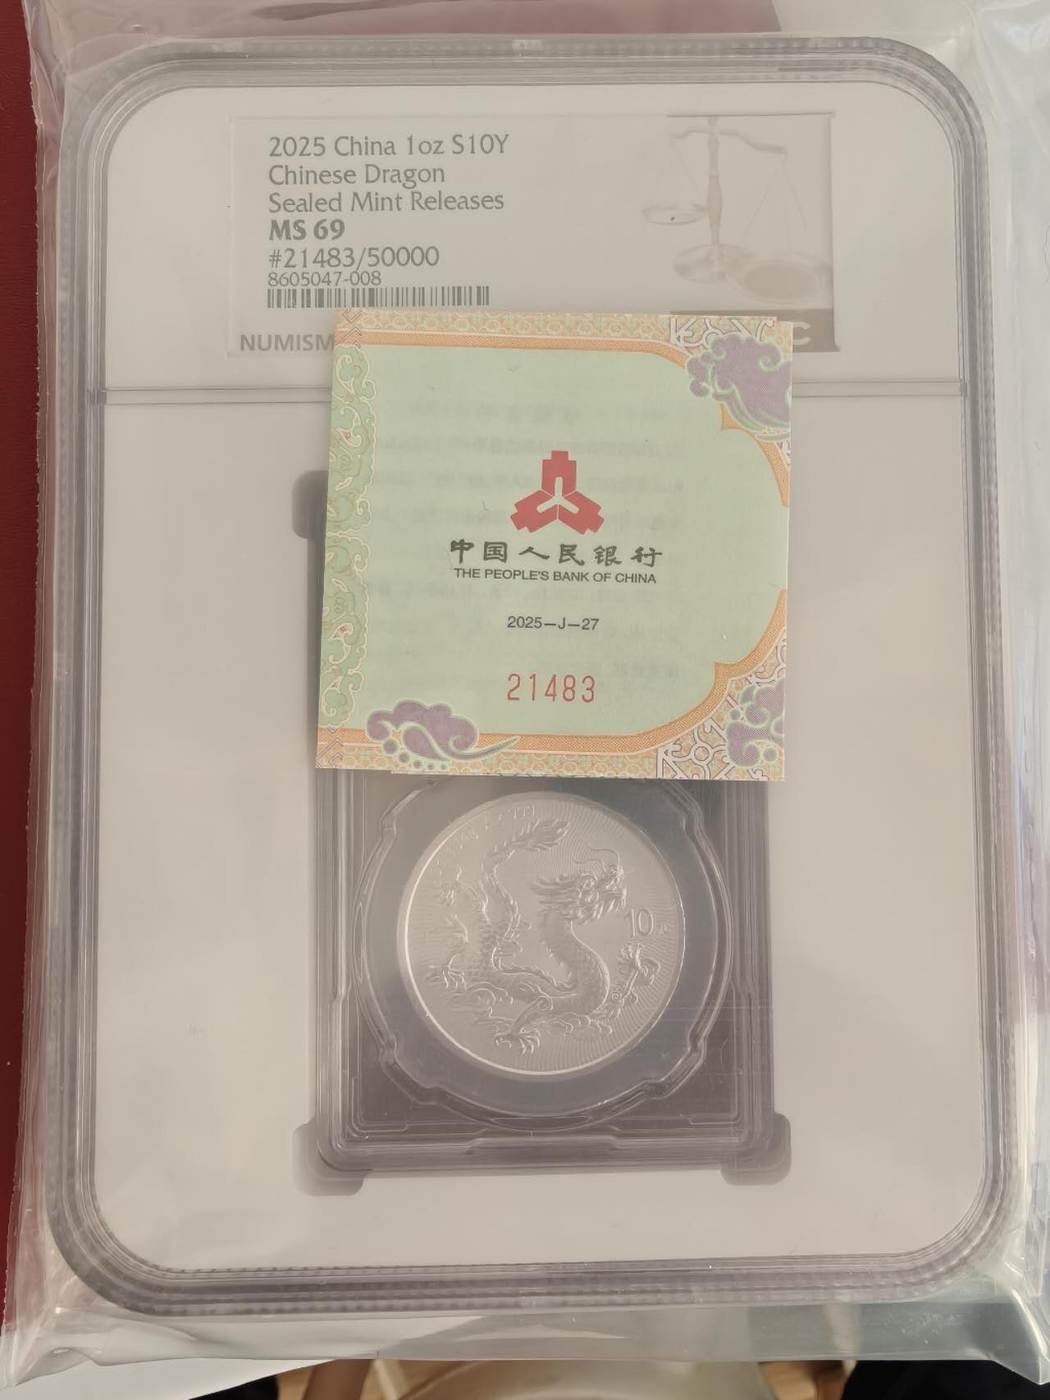 2025 China 1oz S10Y
Chinese Dragon
Sealed Mint Releases
MS 69
#21483/50000
8605047-008
中国人民银行
THE PEOPLE'S BANK OF CHINA
2025—J—27
21483
10